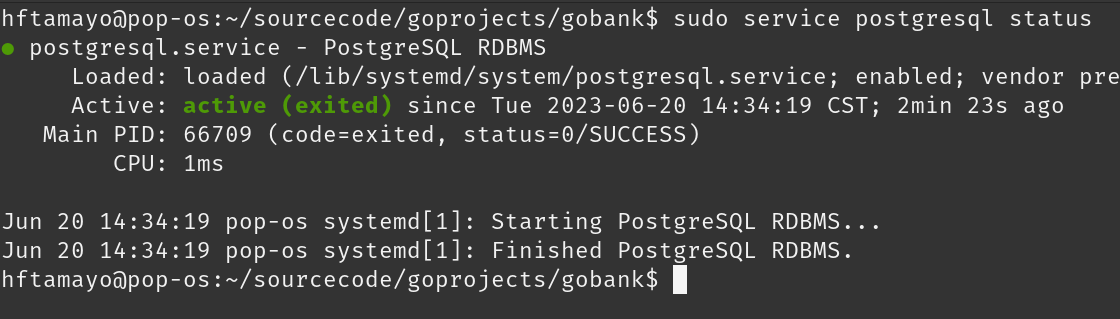 hftamayo@pop-os:~/sourcecode/goprojects/gobank$ sudo service postgresql status
● postgresql.service - PostgreSQL RDBMS
Loaded: loaded (/lib/systemd/system/postgresql.service; enabled; vendor pre
Active: active (exited) since Tue 2023-06-20 14:34:19 CST; 2min 23s ago
Main PID: 66709 (code=exited, status=0/SUCCESS)
CPU: 1ms
Jun 20 14:34:19 pop-os systemd[1]: Starting PostgreSQL RDBMS...
Jun 20 14:34:19 pop-os systemd[1]: Finished PostgreSQL RDBMS.
hftamayo@pop-os:~/sourcecode/goprojects/gobank$